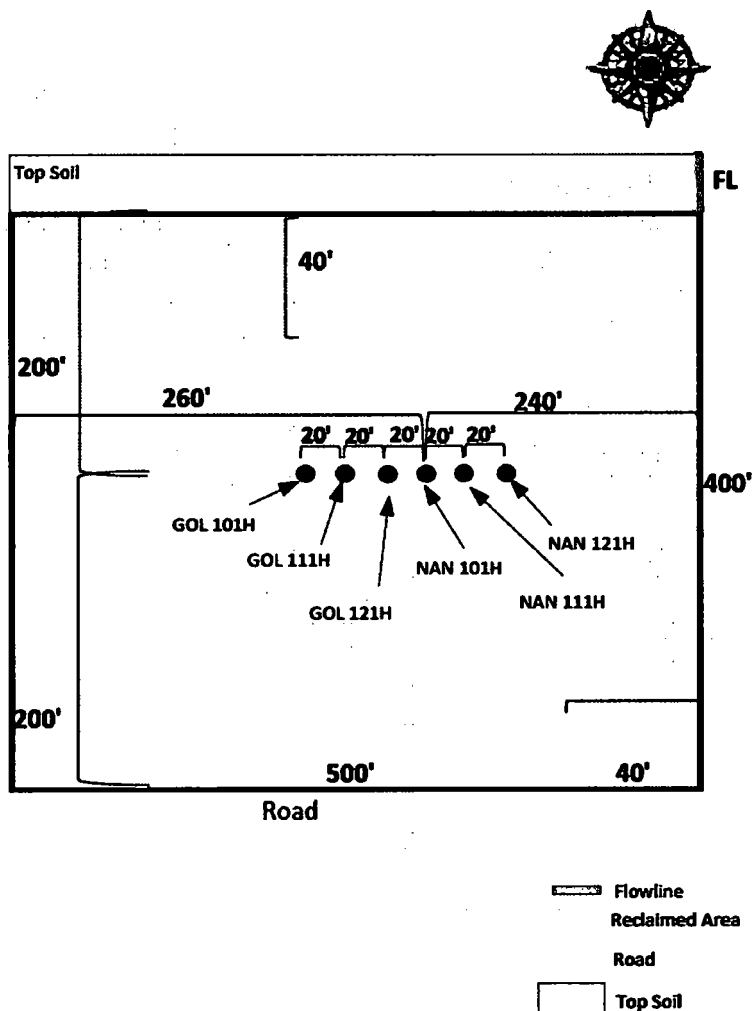 Top Soil
FL
40'
200'
260'
240'
20' 20' 20' 20' 20'
400'
GOL 101H
GOL 111H
GOL 121H
NAN 101H
NAN 111H
NAN 121H
200'
500'
40'
Road
Flowline
Reclaimed Area
Road
Top Soil